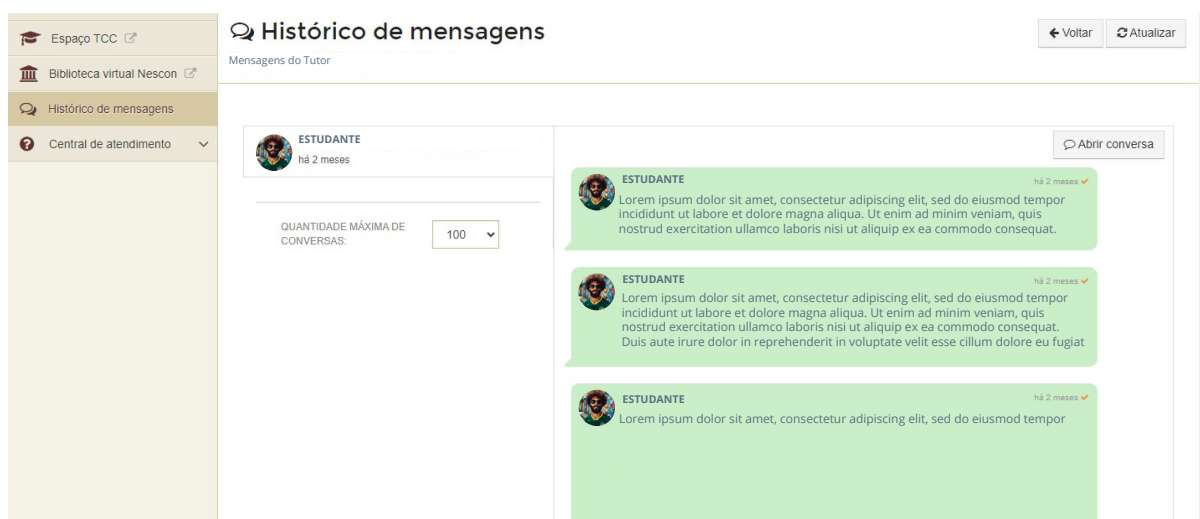 Espaço TCC
Biblioteca virtual Nescon
Histórico de mensagens
Central de atendimento
Histórico de mensagens
Mensagens do Tutor
Voltar
Atualizar
ESTUDANTE
há 2 meses
QUANTIDADE MÁXIMA DE
CONVERSAS:
100
Abrir conversa
ESTUDANTE
há 2 meses
Lorem ipsum dolor sit amet, consectetur adipiscing elit, sed do eiusmod tempor
incididunt ut labore et dolore magna aliqua. Ut enim ad minim veniam, quis
nostrud exercitation ullamco laboris nisi ut aliquip ex ea commodo consequat.
ESTUDANTE
há 2 meses
Lorem ipsum dolor sit amet, consectetur adipiscing elit, sed do eiusmod tempor
incididunt ut labore et dolore magna aliqua. Ut enim ad minim veniam, quis
nostrud exercitation ullamco laboris nisi ut aliquip ex ea commodo consequat.
Duis aute irure dolor in reprehenderit in voluptate velit esse cillum dolore eu fugiat
ESTUDANTE
há 2 meses
Lorem ipsum dolor sit amet, consectetur adipiscing elit, sed do eiusmod tempor